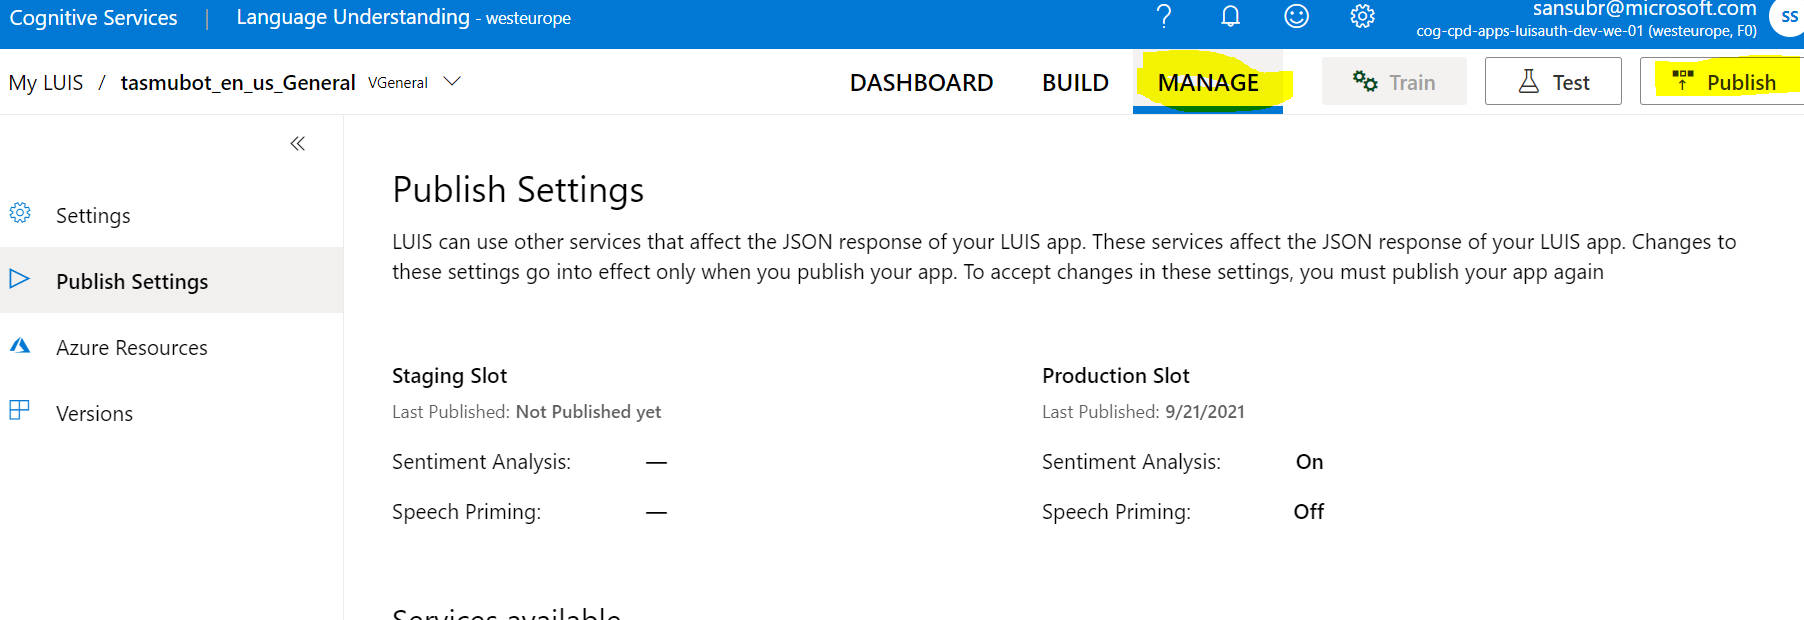 Cognitive Services | Language Understanding - westeurope
? sansubr@microsoft.com
cog-cpd-apps-luisauth-dev-we-01 (westeurope, F0)
SS
My LUIS / tasmubot_en_us_General VGeneral
DASHBOARD BUILD MANAGE Train Test Publish
Settings
Publish Settings
Azure Resources
Versions
Publish Settings
LUIS can use other services that affect the JSON response of your LUIS app. These services affect the JSON response of your LUIS app. Changes to
these settings go into effect only when you publish your app. To accept changes in these settings, you must publish your app again
Staging Slot
Last Published: Not Published yet
Sentiment Analysis: —
Speech Priming: —
Production Slot
Last Published: 9/21/2021
Sentiment Analysis: On
Speech Priming: Off
Services available